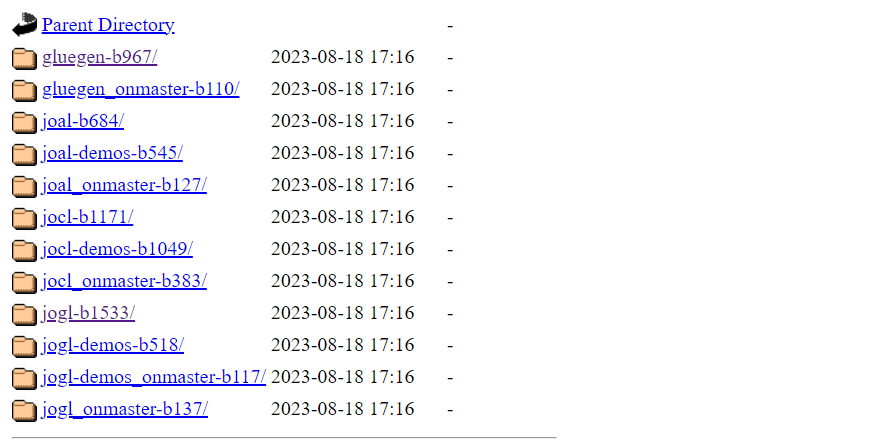 Parent Directory -
gluegen-b967/ 2023-08-18 17:16 -
gluegen_onmaster-b110/ 2023-08-18 17:16 -
joal-b684/ 2023-08-18 17:16 -
joal-demos-b545/ 2023-08-18 17:16 -
joal_onmaster-b127/ 2023-08-18 17:16 -
jocl-b1171/ 2023-08-18 17:16 -
jocl-demos-b1049/ 2023-08-18 17:16 -
jocl_onmaster-b383/ 2023-08-18 17:16 -
jogl-b1533/ 2023-08-18 17:16 -
jogl-demos-b518/ 2023-08-18 17:16 -
jogl-demos_onmaster-b117/ 2023-08-18 17:16 -
jogl_onmaster-b137/ 2023-08-18 17:16 -